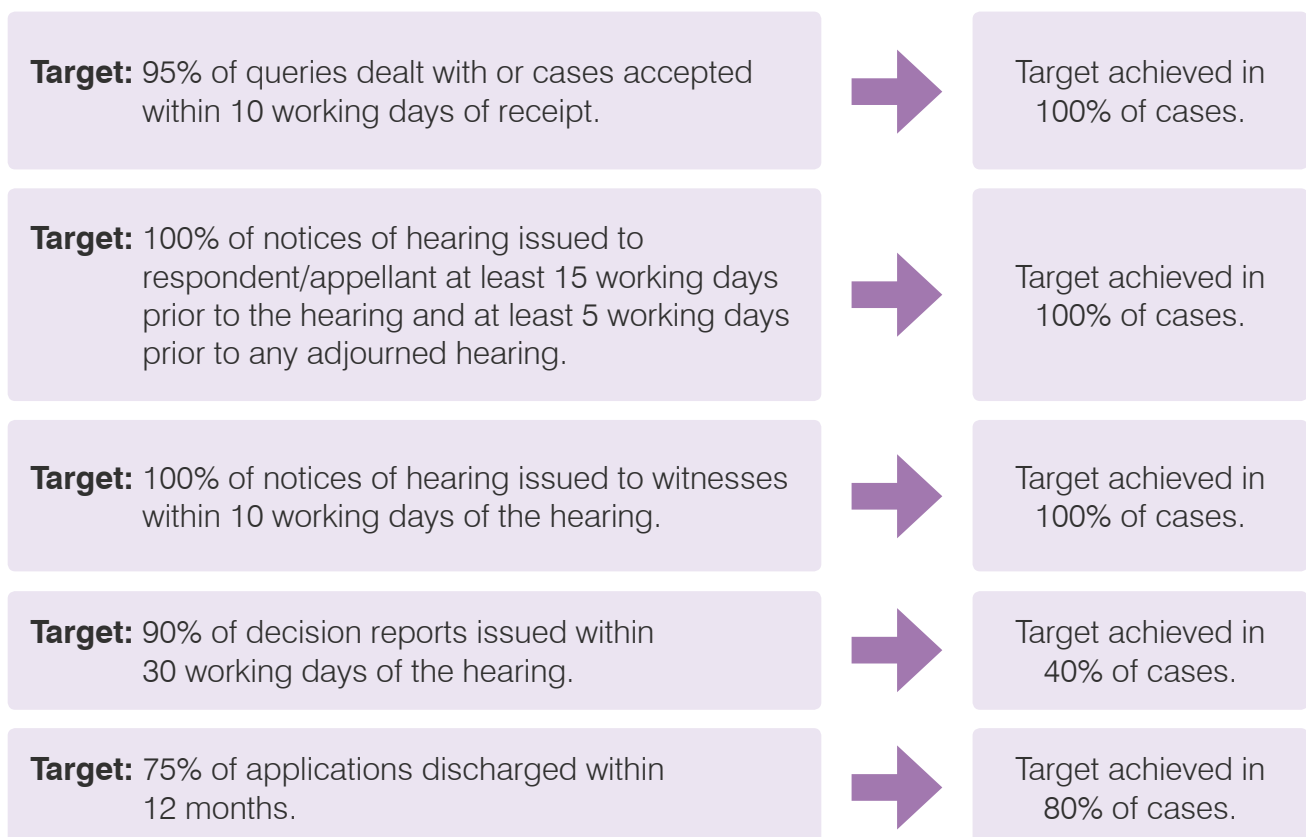 Target: 95% of queries dealt with or cases accepted
within 10 working days of receipt.
Target achieved in
100% of cases.
Target: 100% of notices of hearing issued to
respondent/appellant at least 15 working days
prior to the hearing and at least 5 working days
prior to any adjourned hearing.
Target achieved in
100% of cases.
Target: 100% of notices of hearing issued to witnesses
within 10 working days of the hearing.
Target achieved in
100% of cases.
Target: 90% of decision reports issued within
30 working days of the hearing.
Target achieved in
40% of cases.
Target: 75% of applications discharged within
12 months.
Target achieved in
80% of cases.